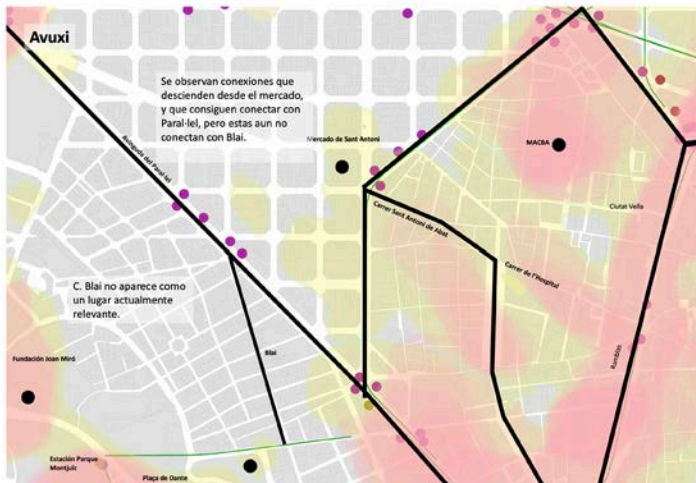 Avuxi
Se observan conexiones que
descienden desde el mercado,
y que consiguen conectar con
Paral·lel, pero estas aun no
conectan con Blai.
Mercado de Sant Antoni
MACBA
Avinguda del Paral·lel
Ciutat Vella
Carrer Sant Antoni de Abat
Carrer de l'Hospital
C. Blai no aparece como
un lugar actualmente
relevante.
Blai
Ramblas
Fundación Joan Miró
Estación Parque
Montjuïc
Plaça de Dante